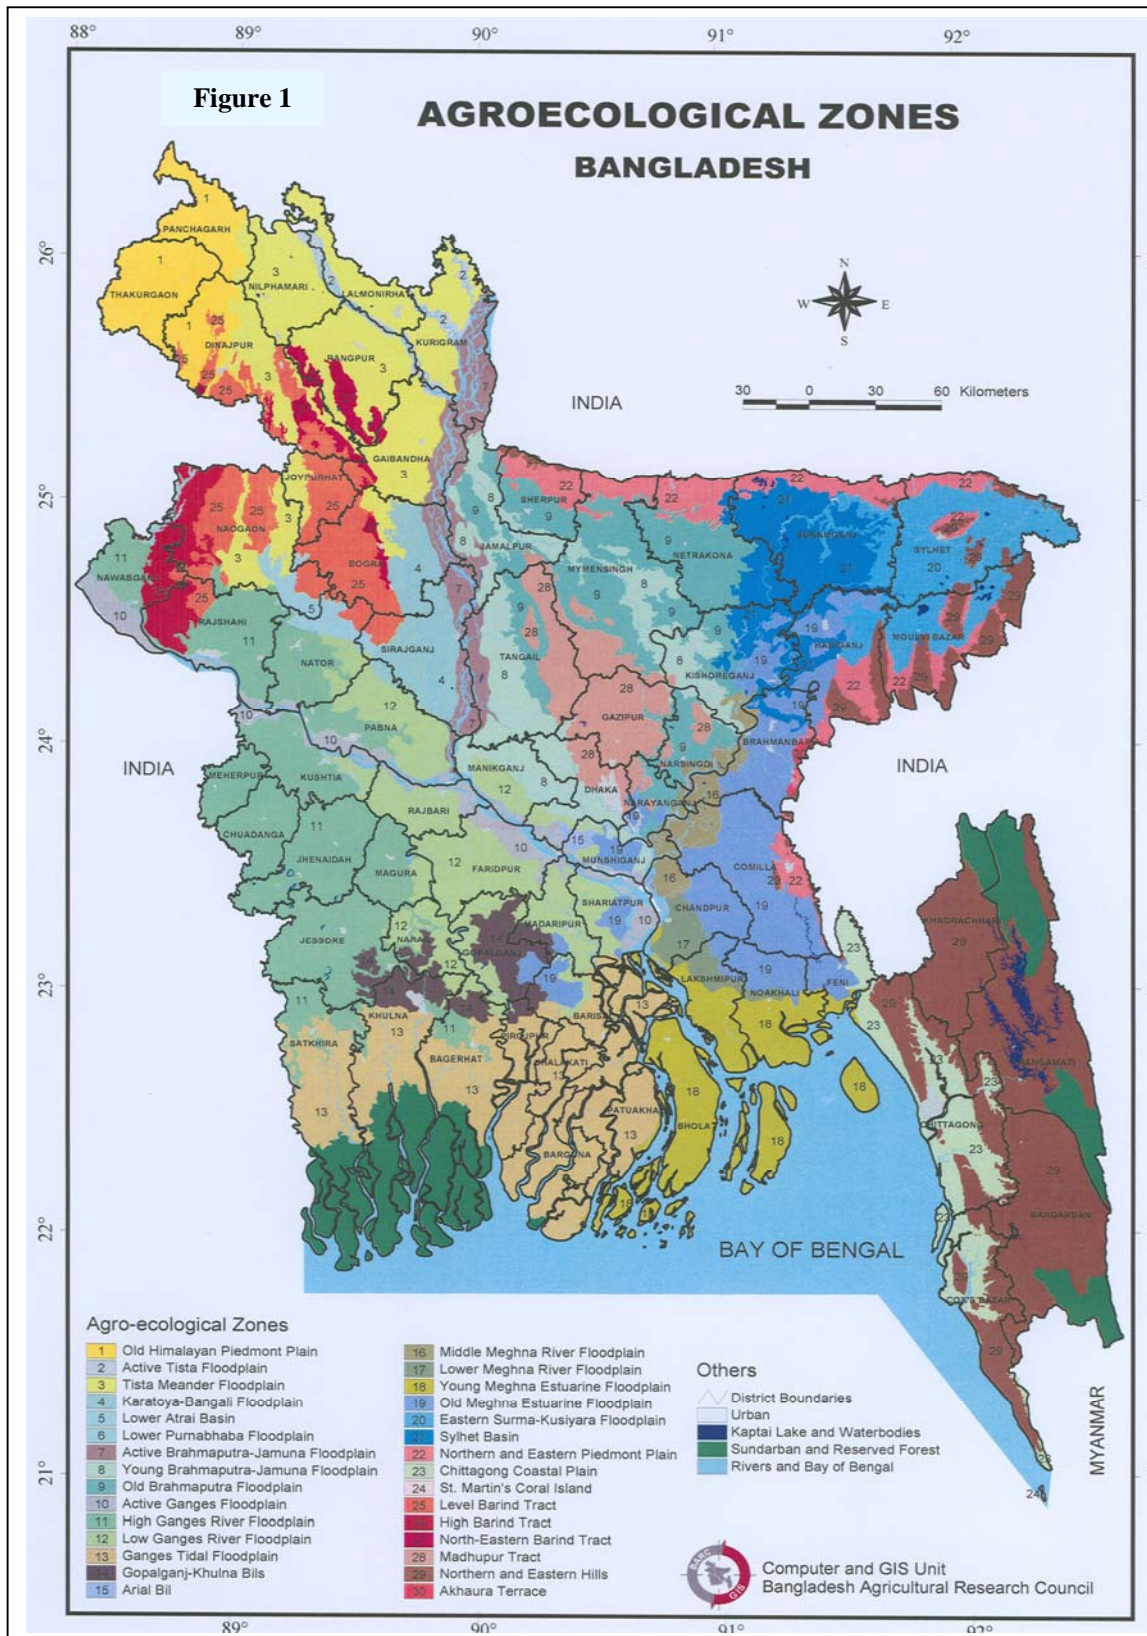 Figure 1
AGROECOLOGICAL ZONES
BANGLADESH
88° 89° 90° 91° 92°
26°
25°
24°
23°
22°
21°
N
W E
S
30 0 30 60 Kilometers
INDIA
INDIA
INDIA
MYANMAR
BAY OF BENGAL
PANCHAGARH
THAKURGAON
NILPHAMARI
LALMONIRHAT
DINAJPUR
RANGPUR
KURIGRAM
GAIBANDHA
JOYPURHAT
NAOGAON
BOGRA
SHERPUR
JAMALPUR
MYMENSINGH
NETRAKONA
SUNAMGANJ
SYLHET
RAJSHAHI
NATOR
SIRAJGANJ
TANGAIL
KISHOREGANJ
HABIGANJ
MOULVI BAZAR
PABNA
GAZIPUR
NARSINGDI
MEHERPUR
KUSHTIA
MANIKGANJ
DHAKA
NARAYANGANJ
RAJBARI
CHUADANGA
JHENAIDAH
MAGURA
FARIDPUR
MUNSHIGANJ
COMILLA
SHARIATPUR
CHANDPUR
MADARIPUR
JESSORE
GOPALGANJ
LAKSHMIPUR
NOAKHALI
FENI
KHAGRACHHARI
KHULNA
SATKHIRA
BAGERHAT
BHOLA
BARGUNA
BANDARBAN
COX'S BAZAR
Agro-ecological Zones
1 Old Himalayan Piedmont Plain
2 Active Tista Floodplain
3 Tista Meander Floodplain
4 Karatoya-Bangali Floodplain
5 Lower Atrai Basin
6 Lower Purnabhaba Floodplain
7 Active Brahmaputra-Jamuna Floodplain
8 Young Brahmaputra-Jamuna Floodplain
9 Old Brahmaputra Floodplain
10 Active Ganges Floodplain
11 High Ganges River Floodplain
12 Low Ganges River Floodplain
13 Ganges Tidal Floodplain
14 Gopalganj-Khulna Bils
15 Arial Bil
16 Middle Meghna River Floodplain
17 Lower Meghna River Floodplain
18 Young Meghna Estuarine Floodplain
19 Old Meghna Estuarine Floodplain
20 Eastern Surma-Kusiyara Floodplain
21 Sylhet Basin
22 Northern and Eastern Piedmont Plain
23 Chittagong Coastal Plain
24 St. Martin's Coral Island
25 Level Barind Tract
High Barind Tract
North-Eastern Barind Tract
28 Madhupur Tract
29 Northern and Eastern Hills
30 Akhaura Terrace
Others
District Boundaries
Urban
Kaptai Lake and Waterbodies
Sundarban and Reserved Forest
Rivers and Bay of Bengal
BARC
GIS
Computer and GIS Unit
Bangladesh Agricultural Research Council
89° 90° 91° 92°